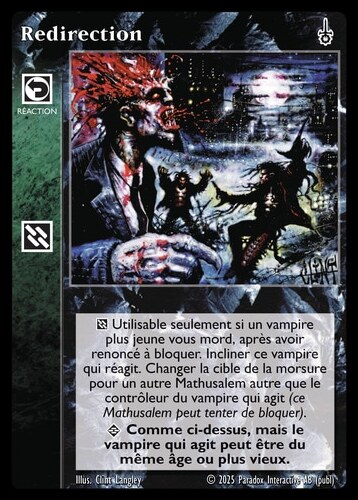 Redirection
REACTION
Utilisable seulement si un vampire
plus jeune vous mord, après avoir
renoncé à bloquer. Incliner ce vampire
qui réagit. Changer la cible de la morsure
pour un autre Mathusalem autre que le
contrôleur du vampire qui agit (ce
Mathusalem peut tenter de bloquer).
Comme ci-dessus, mais le
vampire qui agit peut être du
même âge ou plus vieux.
Illus. Clint Langley © 2025 Paradox Interactive AB (publ)